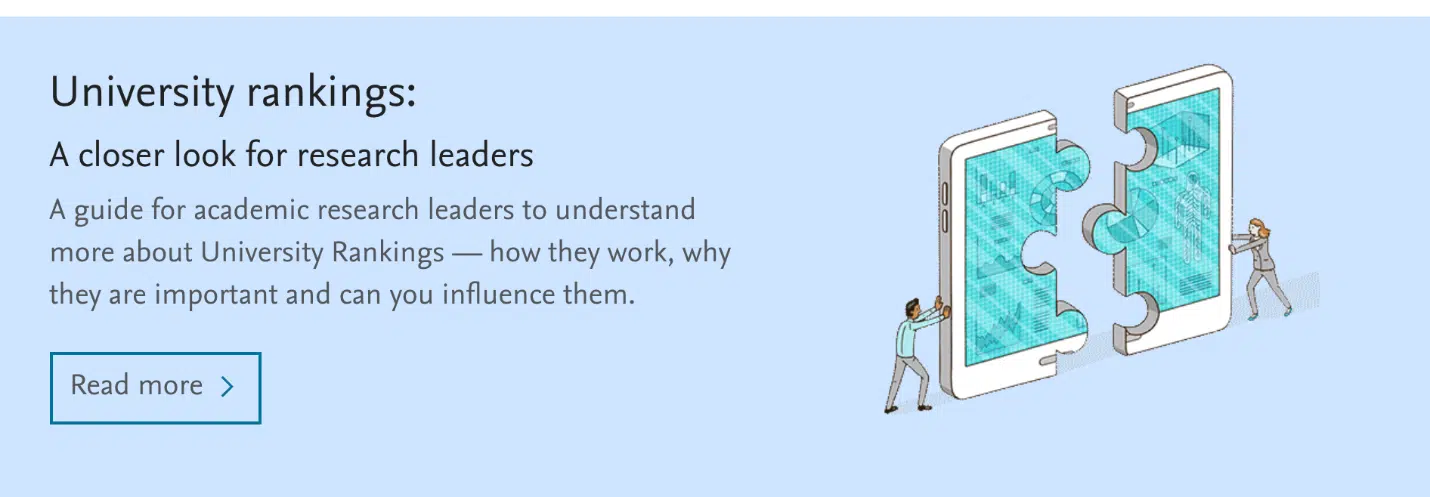 University rankings:
A closer look for research leaders
A guide for academic research leaders to understand
more about University Rankings — how they work, why
they are important and can you influence them.
Read more